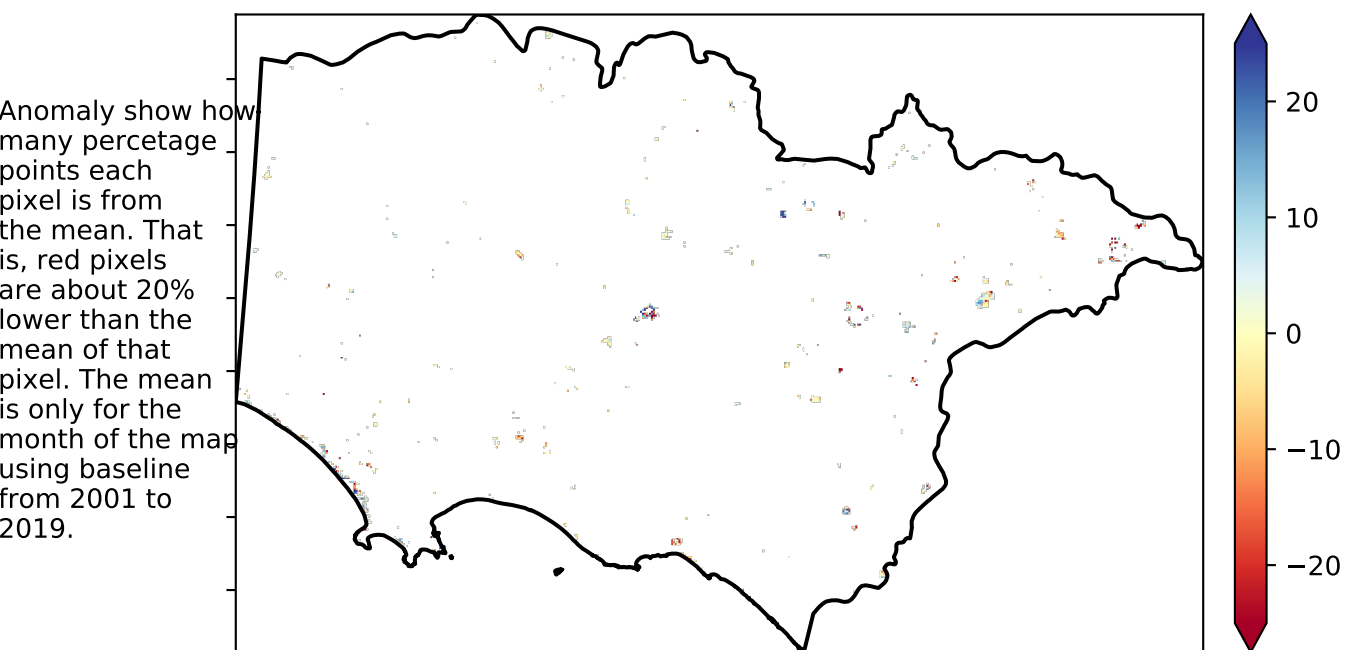 Anomaly show how
many percetage
points each
pixel is from
the mean. That
is, red pixels
are about 20%
lower than the
mean of that
pixel. The mean
is only for the
month of the map
using baseline
from 2001 to
2019.
20
10
0
−10
−20